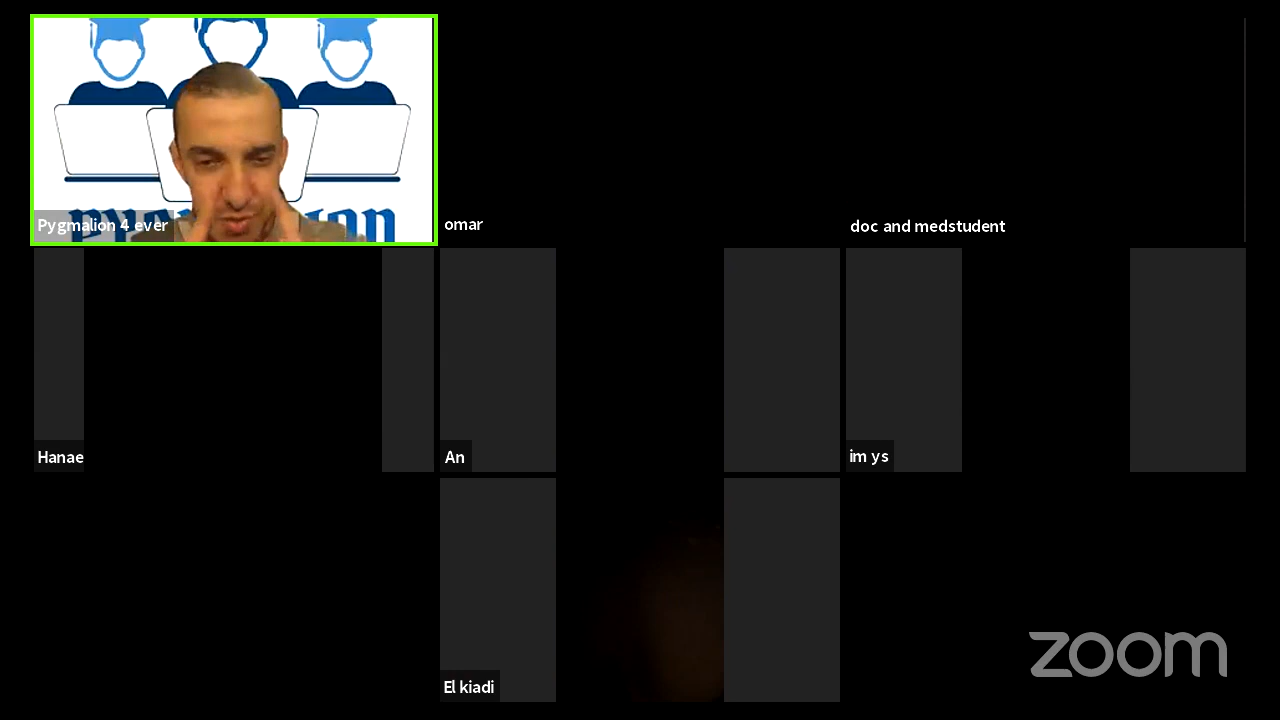 Pygmalion 4 ever
omar
doc and medstudent
Hanae
An
im ys
El kiadi
zoom